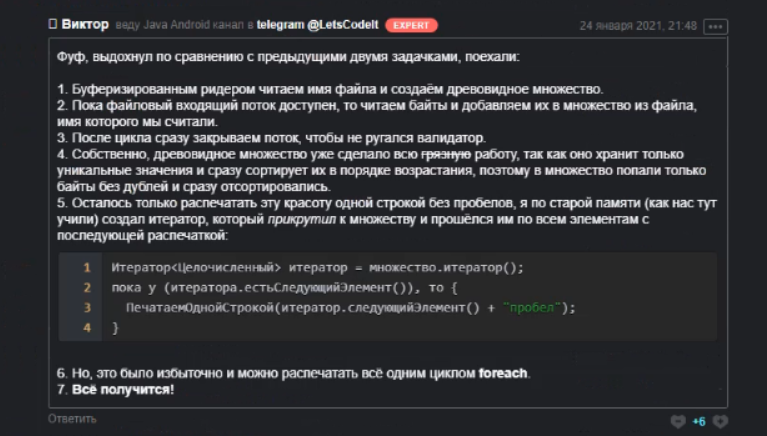 Виктор веду Java Android канал в telegram @LetsCodeIt EXPERT 24 января 2021, 21:48
Фуф, выдохнул по сравнению с предыдущими двумя задачками, поехали:
1. Буферизированным ридером читаем имя файла и создаём древовидное множество.
2. Пока файловый входящий поток доступен, то читаем байты и добавляем их в множество из файла,
имя которого мы считали.
3. После цикла сразу закрываем поток, чтобы не ругался валидатор.
4. Собственно, древовидное множество уже сделало всю грязную работу, так как оно хранит только
уникальные значения и сразу сортирует их в порядке возрастания, поэтому в множество попали только
байты без дублей и сразу отсортировались.
5. Осталось только распечатать эту красоту одной строкой без пробелов, я по старой памяти (как нас тут
учили) создал итератор, который прикрутил к множеству и прошёлся им по всем элементам с
последующей распечаткой:
1 Итератор<Целочисленный> итератор = множество.итератор();
2 пока у (итератора.естьСледующийЭлемент()), то {
3 ПечатаемОднойСтрокой(итератор.следующийЭлемент() + "пробел");
4 }
6. Но, это было избыточно и можно распечатать всё одним циклом foreach.
7. Всё получится!
Ответить +6